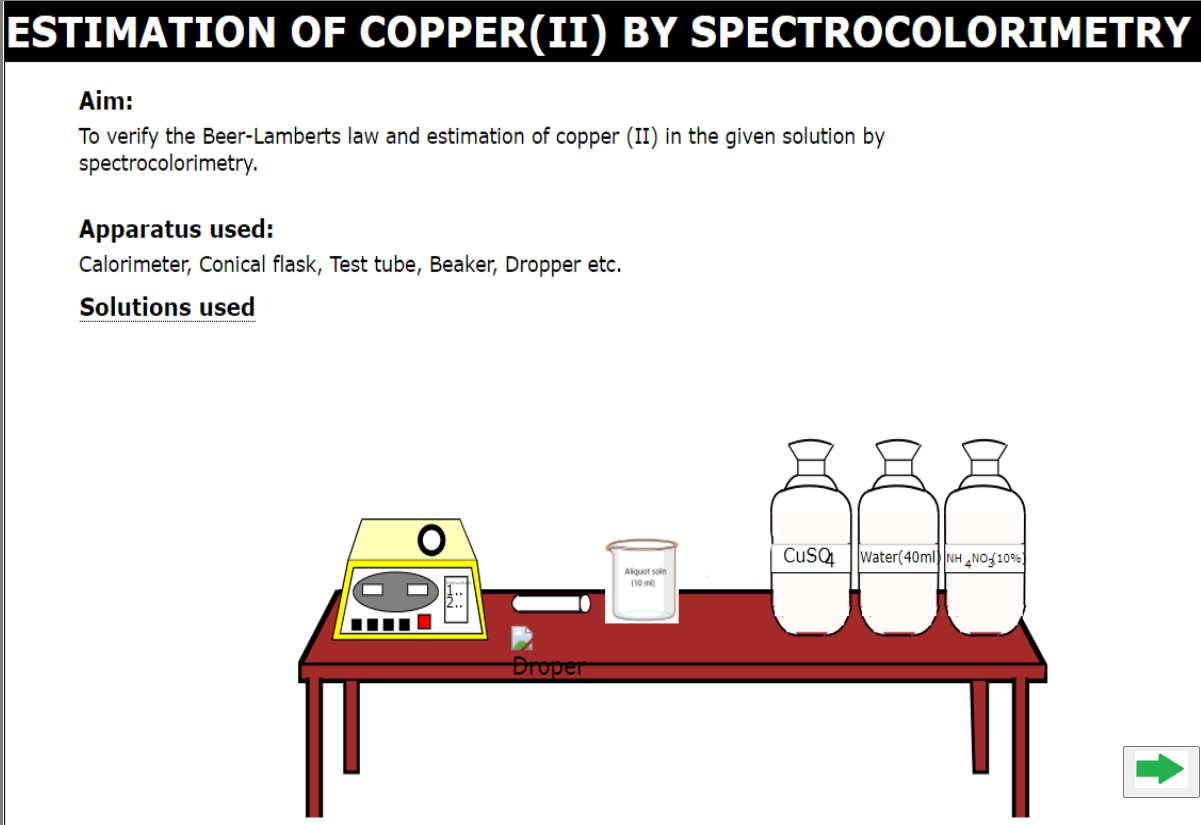 ESTIMATION OF COPPER(II) BY SPECTROCOLORIMETRY
Aim:
To verify the Beer-Lamberts law and estimation of copper (II) in the given solution by
spectrocolorimetry.
Apparatus used:
Calorimeter, Conical flask, Test tube, Beaker, Dropper etc.
Solutions used
1..
2..
Aliquot soln
(10 ml)
CuSO4
Water(40ml)
NH4NO3(10%)
Droper